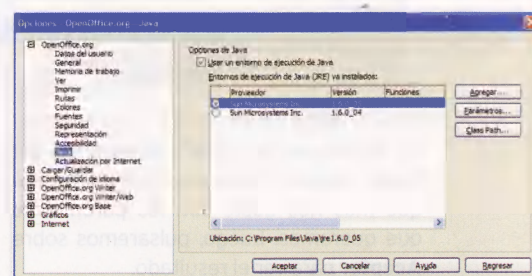 Opciones - OpenOffice.org - Java
OpenOffice.org
Datos del usuario
General
Memoria de trabajo
Ver
Imprimir
Rutas
Colores
Fuentes
Seguridad
Representación
Accesibilidad
Java
Actualización por Internet
Cargar/Guardar
Configuración de idioma
OpenOffice.org Writer
OpenOffice.org Writer/Web
OpenOffice.org Base
Gráficos
Internet
Opciones de Java
Usar un entorno de ejecución de Java
Entornos de ejecución de Java (JRE) ya instalados:
Proveedor Versión Funciones
Sun Microsystems Inc.
Sun Microsystems Inc. 1.6.0_04
Agregar...
Parámetros...
Class Path...
Ubicación: C:\Program Files\Java\jre1.6.0_05
Aceptar Cancelar Ayuda Regresar